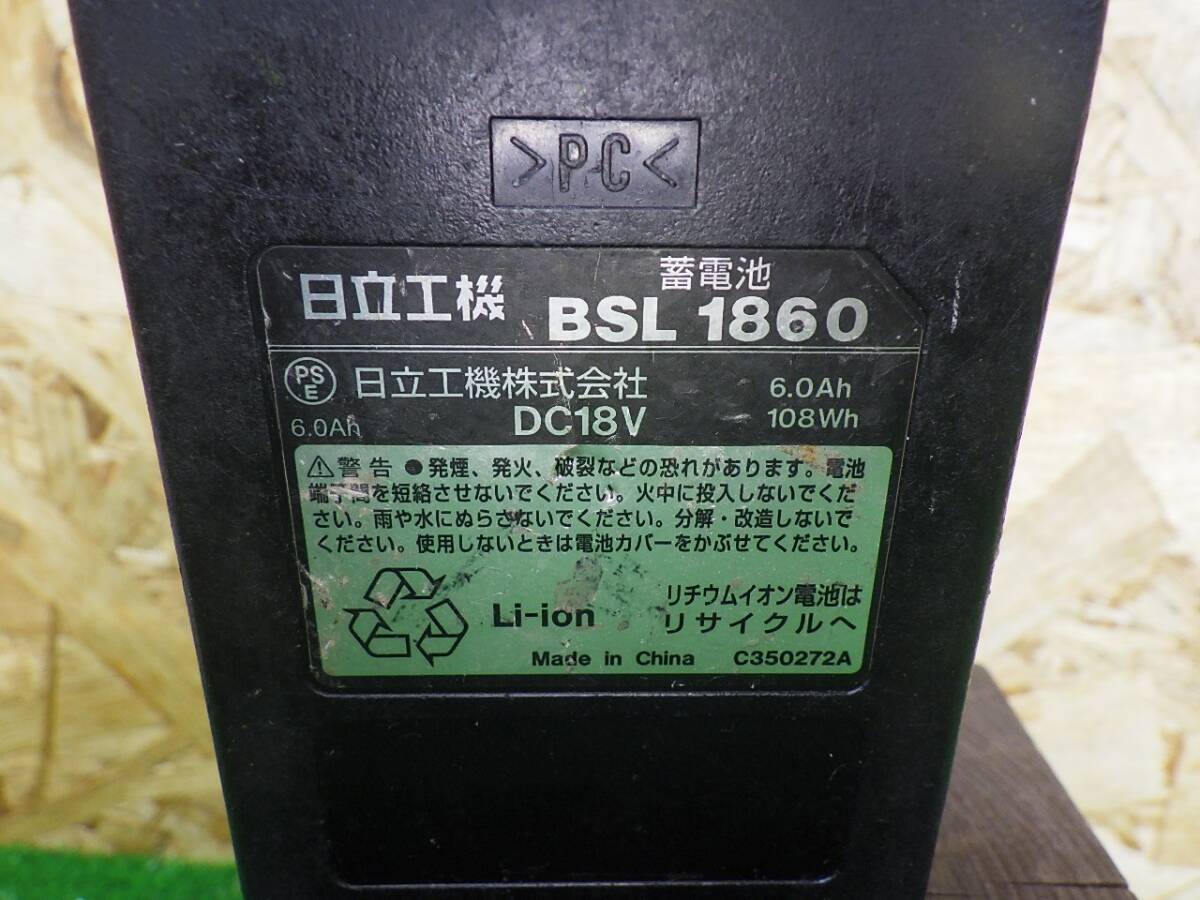 >PC<
蓄電池
日立工機 BSL 1860
PSE 日立工機株式会社 6.0Ah
6.0Ah DC18V 108Wh
⚠警告 ●発煙、発火、破裂などの恐れがあります。電池
端子間を短絡させないでください。火中に投入しないでくだ
さい。雨や水にぬらさないでください。分解・改造しないで
ください。使用しないときは電池カバーをかぶせてください。
Li-ion リチウムイオン電池は
リサイクルへ
Made in China C350272A